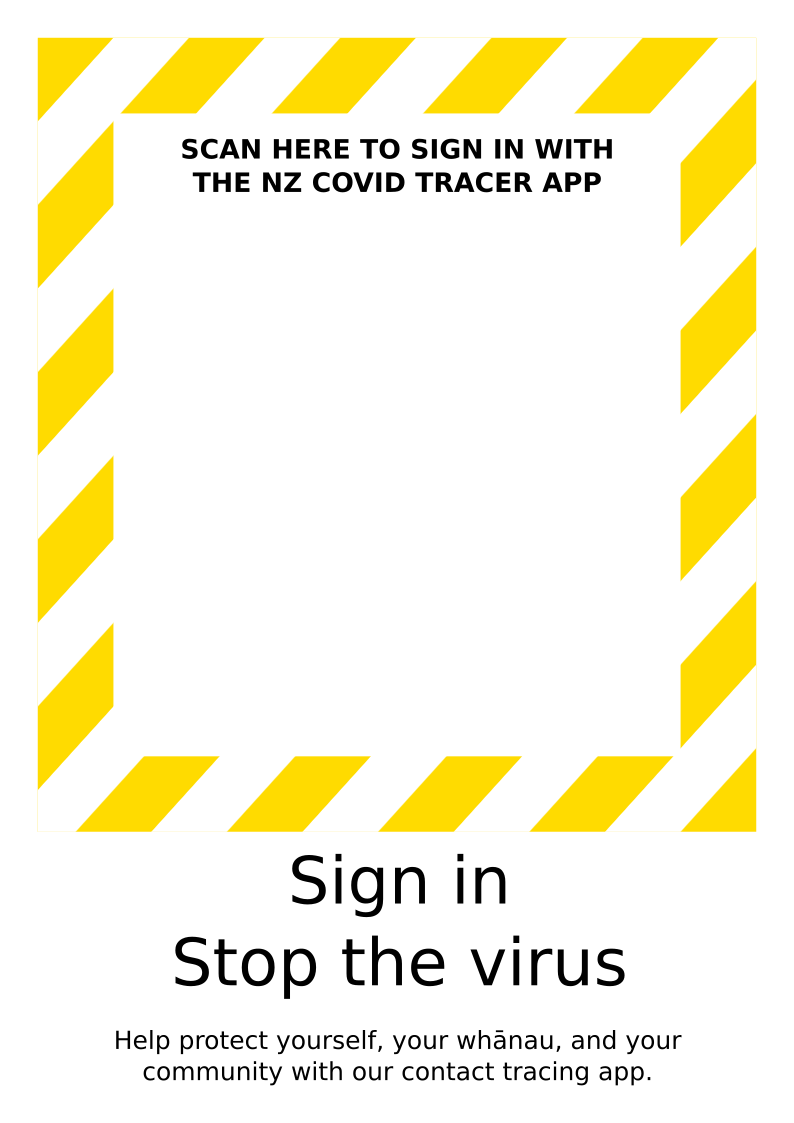 SCAN HERE TO SIGN IN WITH
THE NZ COVID TRACER APP
Sign in
Stop the virus
Help protect yourself, your whānau, and your
community with our contact tracing app.